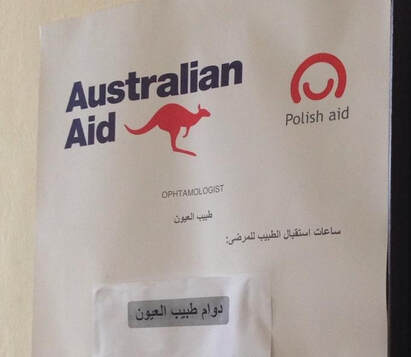 Australian
Aid
Polish aid
OPHTAMOLOGIST
طبيب العيون
ساعات استقبال الطبيب للمرضى:
دوام طبيب العيون